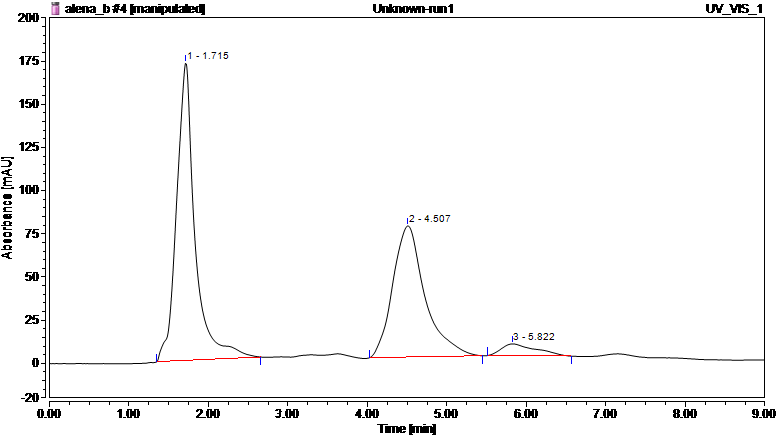 alena_b #4 [manipulated] Unknown-run1 UV_VIS_1
200
175
150
125
100
75
50
25
0
-20
Absorbance [mAU]
1 - 1.715
2 - 4.507
3 - 5.822
0.00 1.00 2.00 3.00 4.00 5.00 6.00 7.00 8.00 9.00
Time [min]